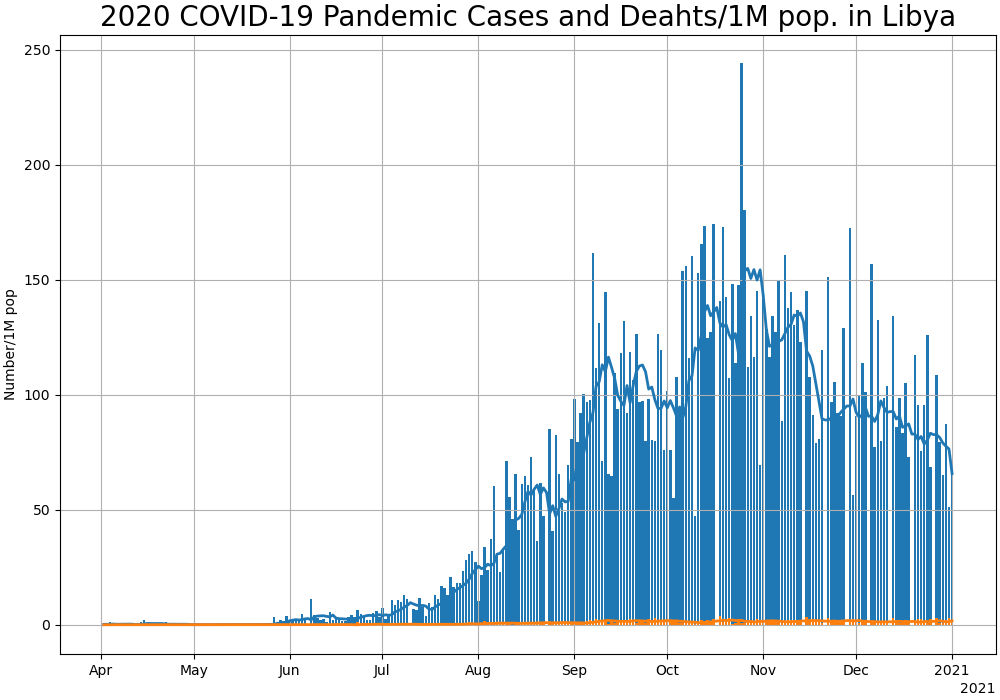 2020 COVID-19 Pandemic Cases and Deahts/1M pop. in Libya
250
200
150
100
50
0
Number/1M pop
Apr May Jun Jul Aug Sep Oct Nov Dec 2021
2021